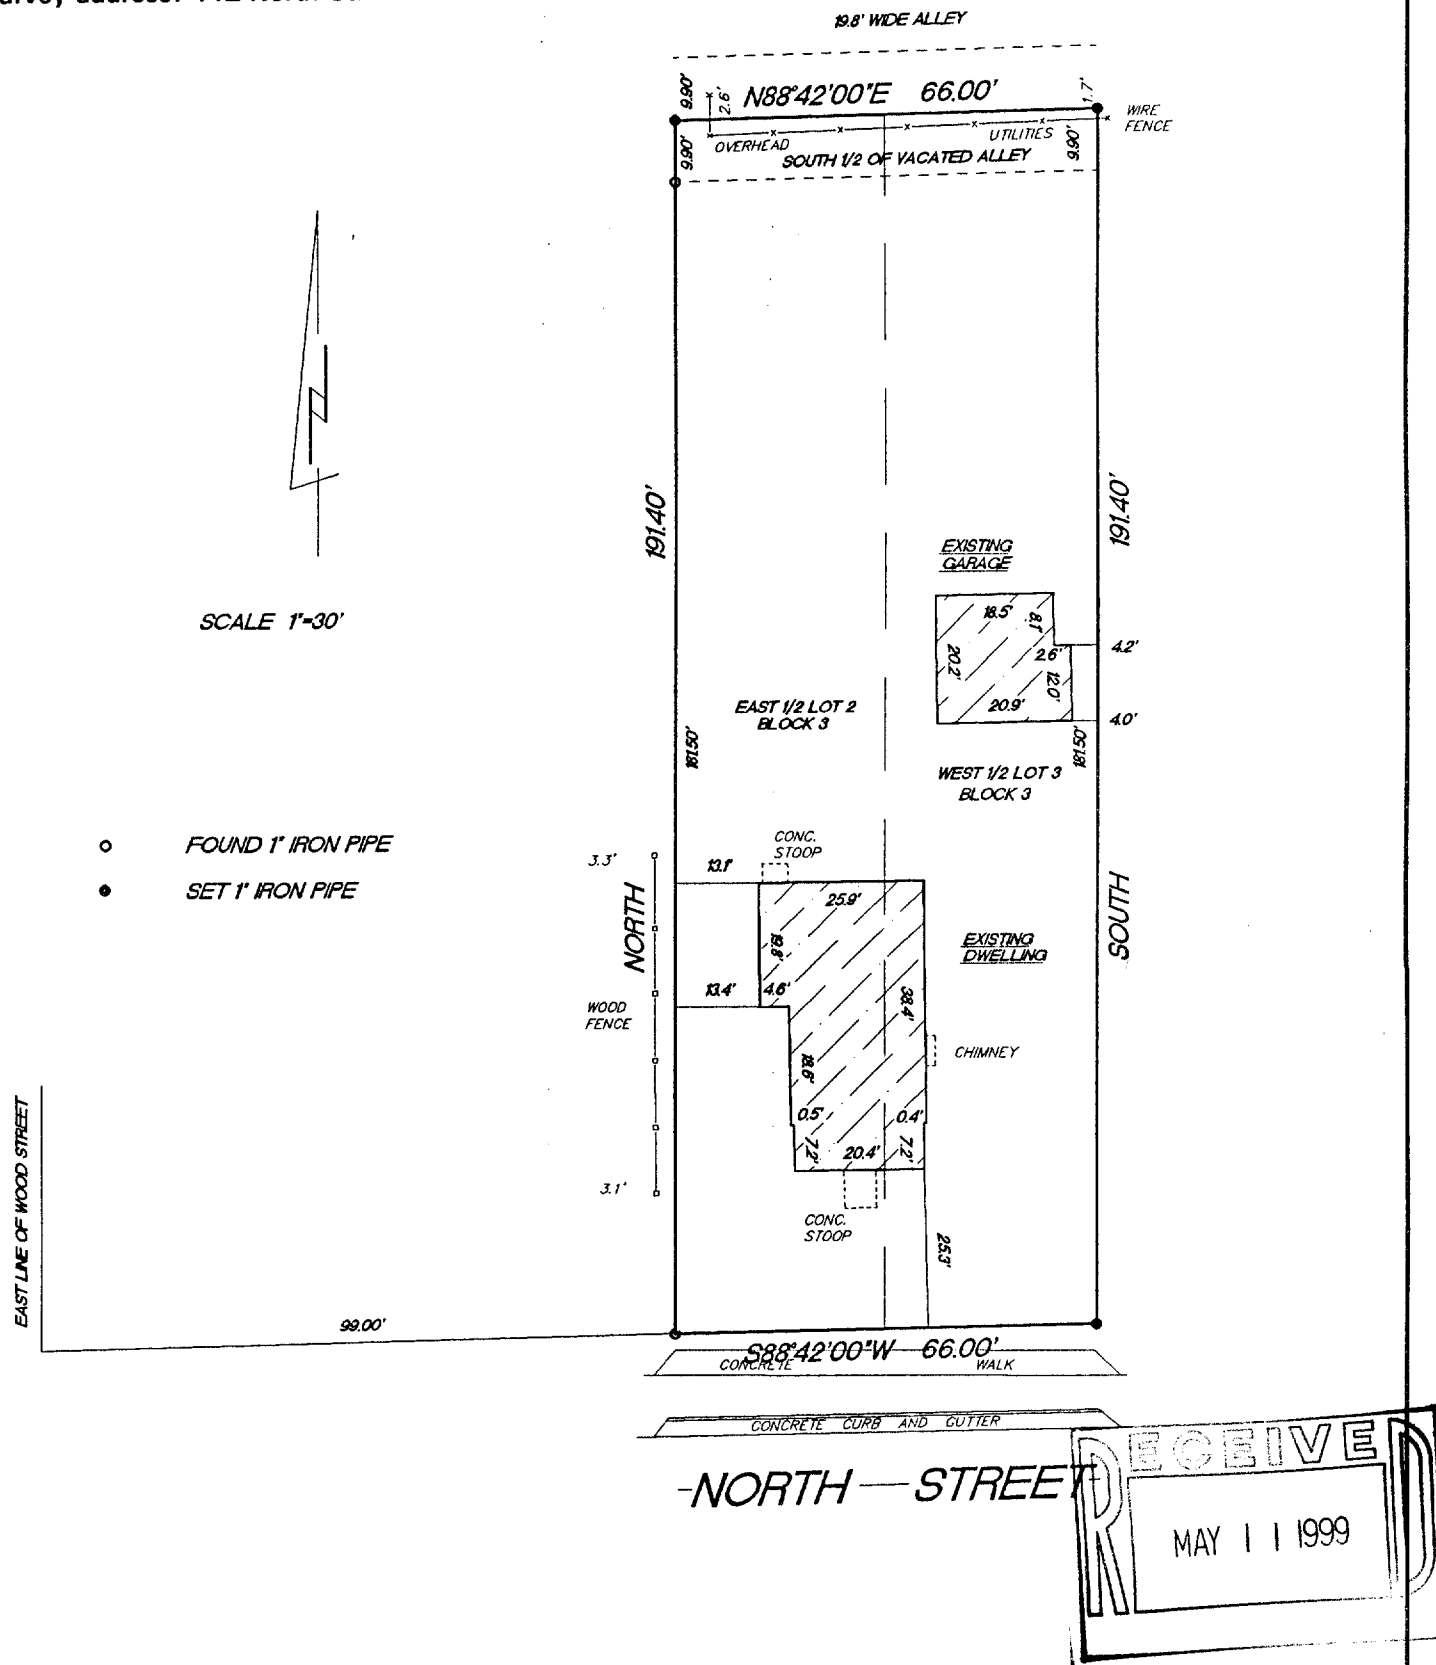 19.8' WIDE ALLEY
9.90'
2.6'
N88°42'00"E 66.00'
1.7'
WIRE
FENCE
9.90'
OVERHEAD
UTILITIES
9.90'
SOUTH 1/2 OF VACATED ALLEY
191.40'
191.40'
EXISTING
GARAGE
18.5'
8.1'
SCALE 1"=30'
20.2'
2.6'
4.2'
12.0'
20.9'
4.0'
EAST 1/2 LOT 2
BLOCK 3
181.50'
181.50'
WEST 1/2 LOT 3
BLOCK 3
FOUND 1" IRON PIPE
SET 1" IRON PIPE
3.3'
13.1'
CONC.
STOOP
25.9'
NORTH
19.8'
EXISTING
DWELLING
SOUTH
13.4'
4.6'
38.4'
WOOD
FENCE
18.6'
CHIMNEY
0.5'
0.4'
7.2'
20.4'
7.2'
3.1'
CONC.
STOOP
25.3'
EAST LINE OF WOOD STREET
99.00'
S88°42'00"W 66.00'
CONCRETE WALK
CONCRETE CURB AND GUTTER
NORTH STREET
RECEIVED
MAY 11 1999